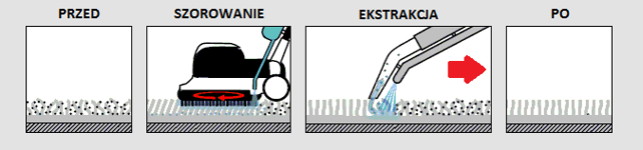 PRZED
SZOROWANIE
EKSTRAKCJA
PO